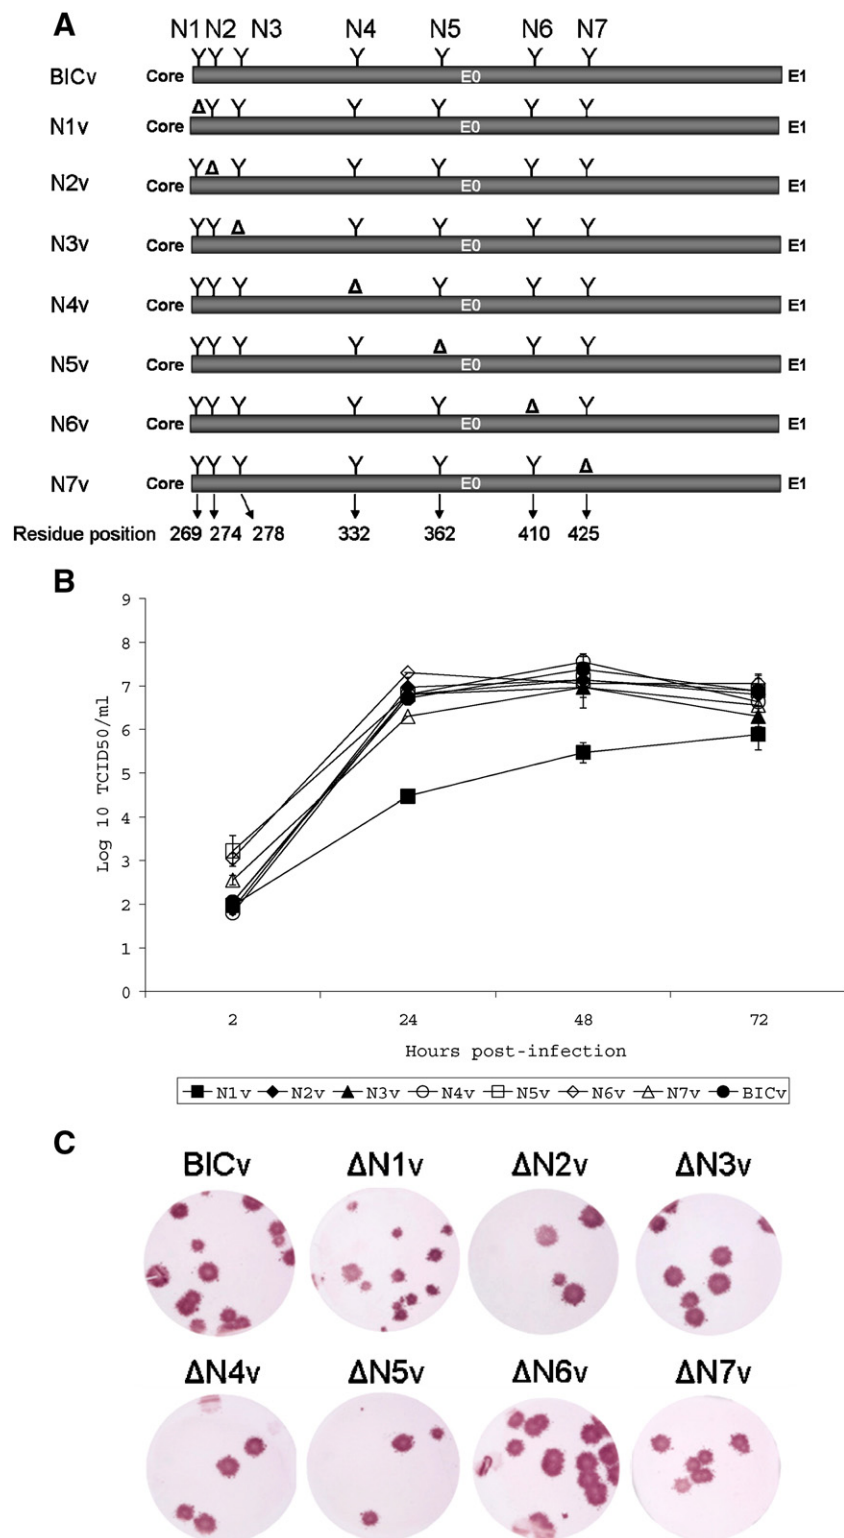 A
N1 N2 N3 N4 N5 N6 N7
BICv Core E0 E1
N1v Core E0 E1
N2v Core E0 E1
N3v Core E0 E1
N4v Core E0 E1
N5v Core E0 E1
N6v Core E0 E1
N7v Core E0 E1
Residue position 269 274 278 332 362 410 425
B
9
8
7
6
5
4
3
2
1
0
Log 10 TCID50/ml
2 24 48 72
Hours post-infection
N1v N2v N3v N4v N5v N6v N7v BICv
C
BICv ΔN1v ΔN2v ΔN3v
ΔN4v ΔN5v ΔN6v ΔN7v